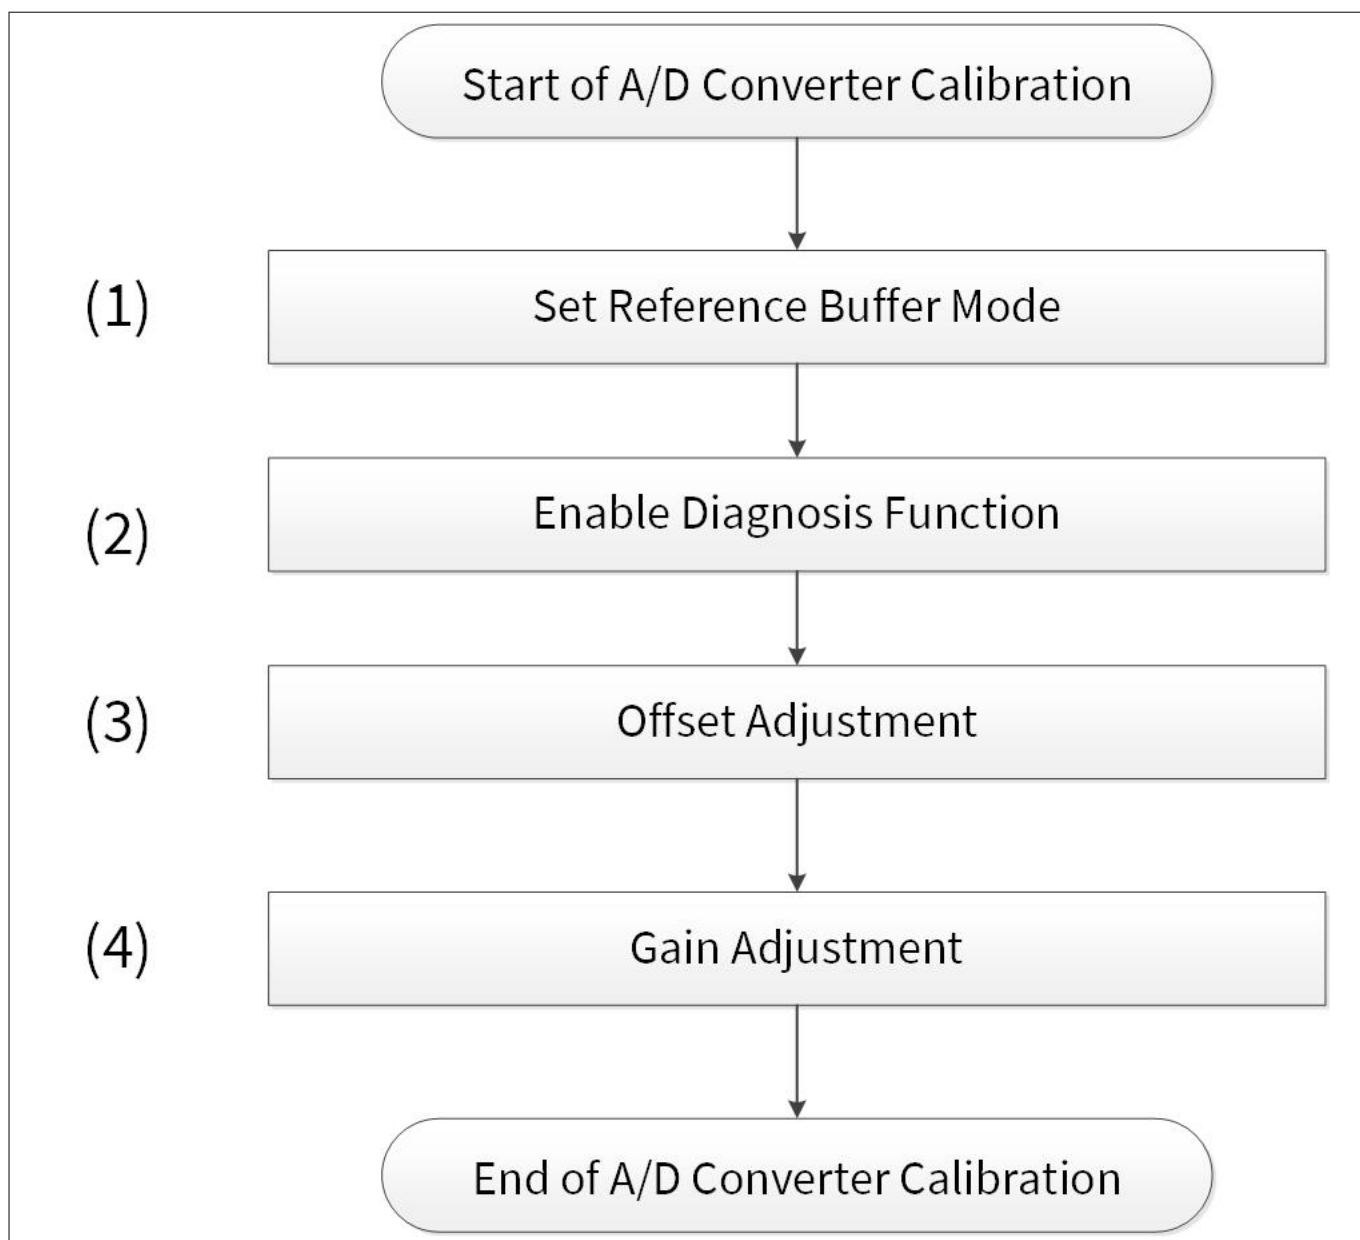 Start of A/D Converter Calibration
(1) Set Reference Buffer Mode
(2) Enable Diagnosis Function
(3) Offset Adjustment
(4) Gain Adjustment
End of A/D Converter Calibration